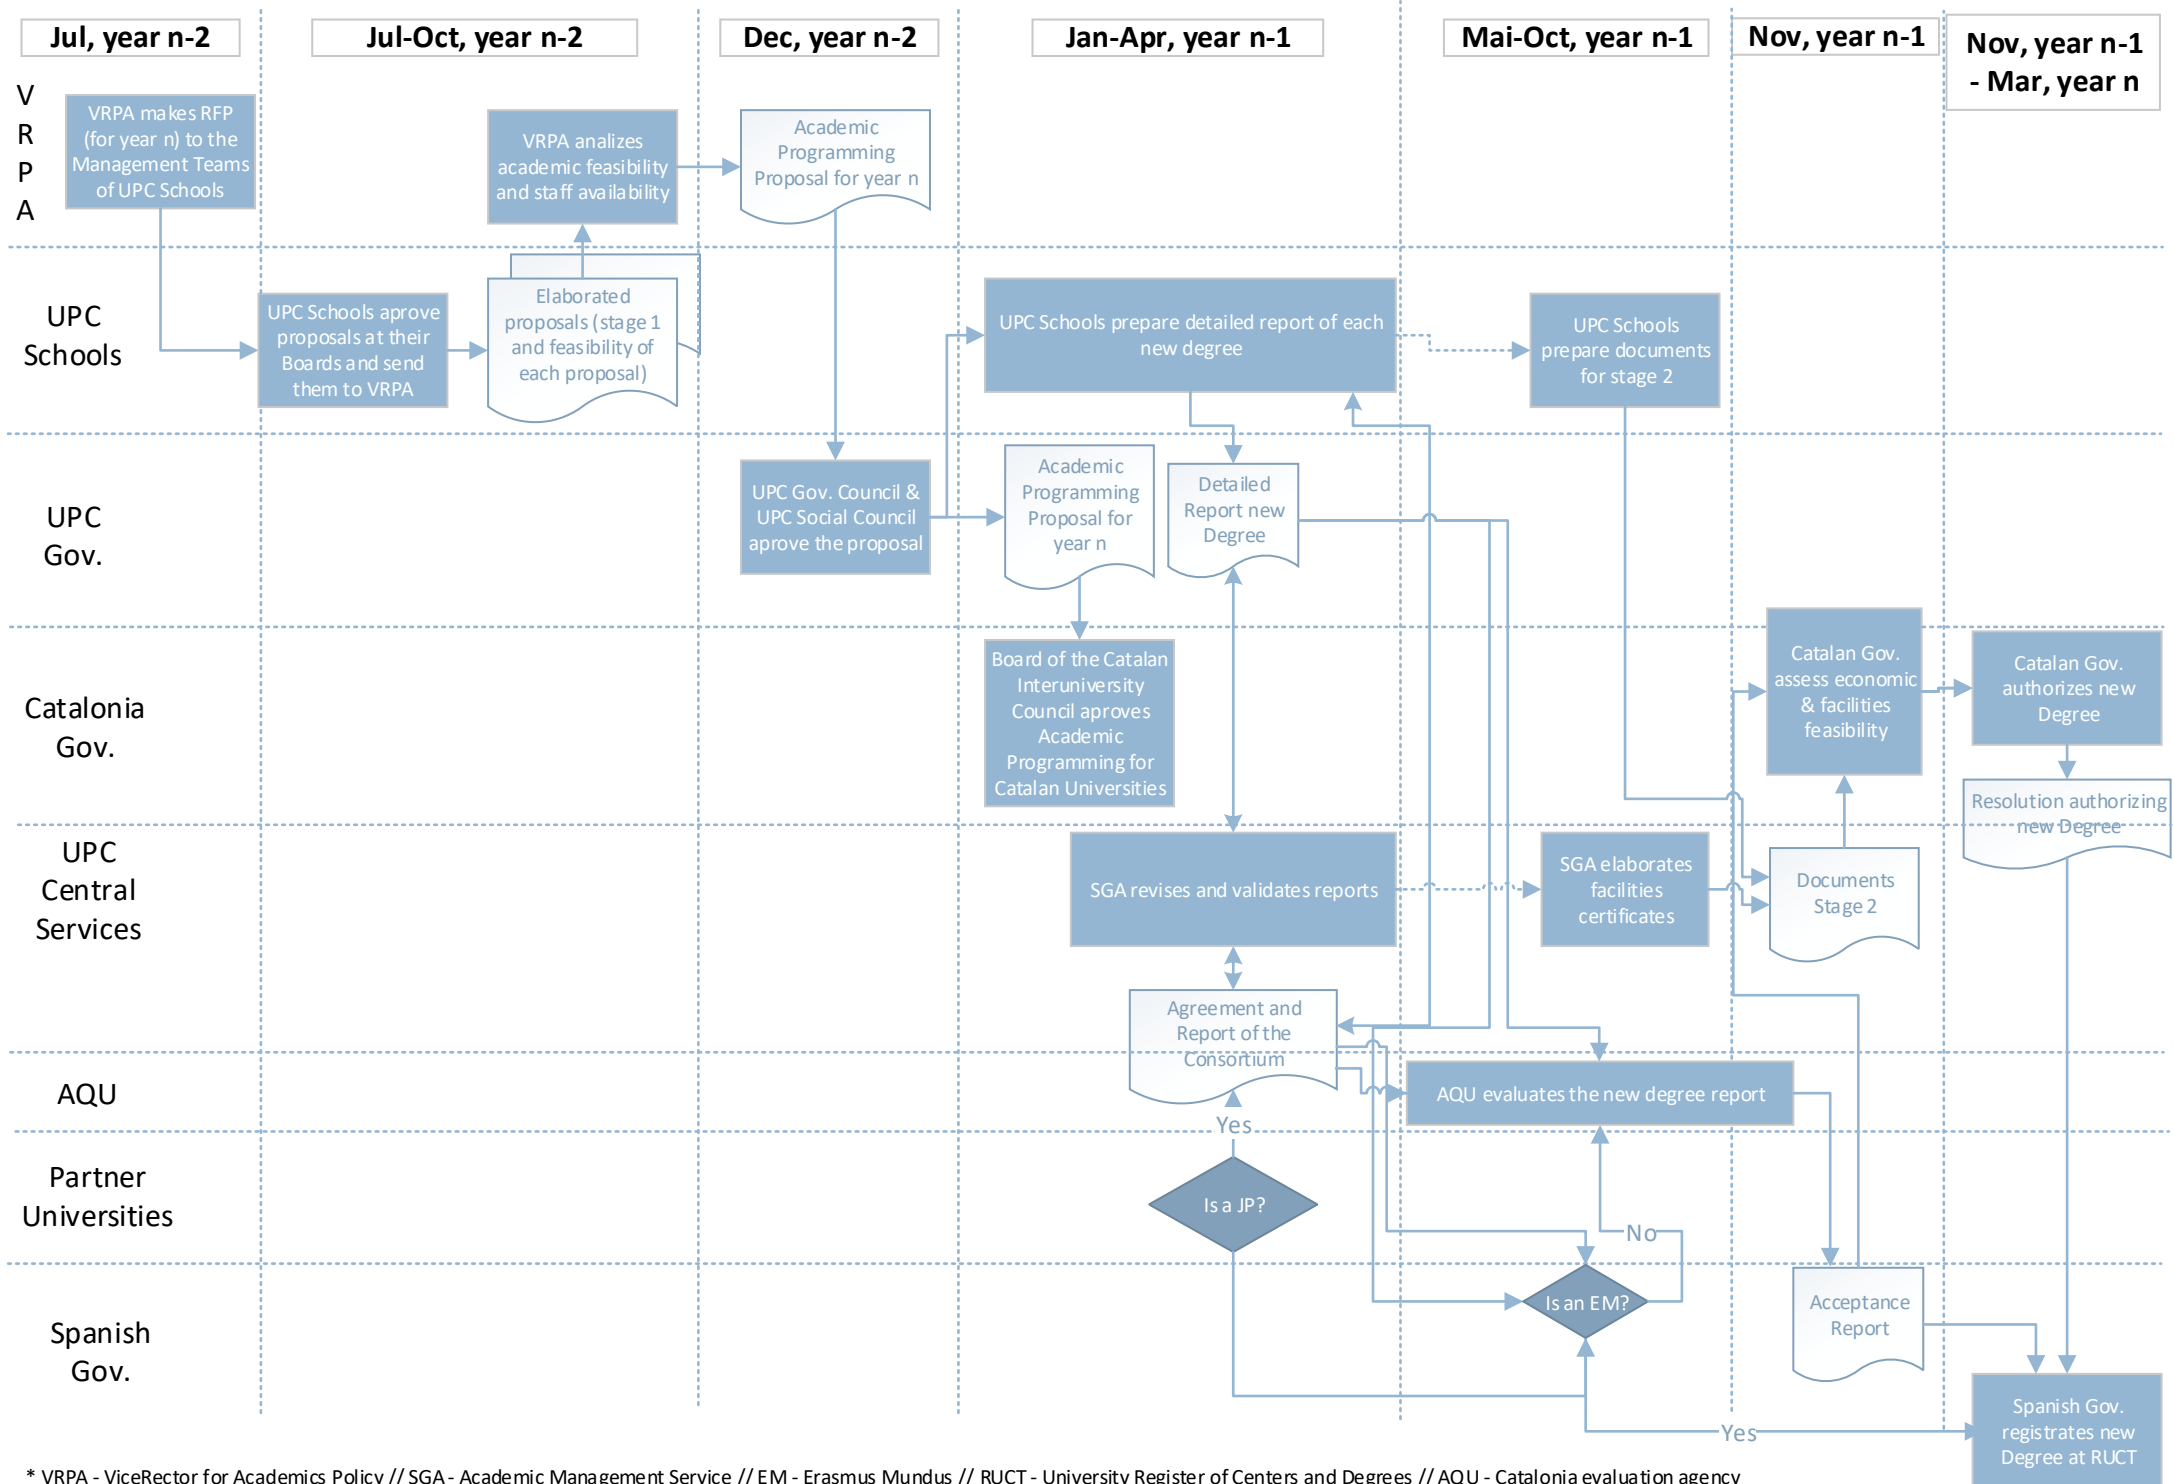 Jul, year n-2
Jul-Oct, year n-2
Dec, year n-2
Jan-Apr, year n-1
Mai-Oct, year n-1
Nov, year n-1
Nov, year n-1
- Mar, year n
V
R
P
A
VRPA makes RFP
(for year n) to the
Management Teams
of UPC Schools
VRPA analizes
academic feasibility
and staff availability
Academic
Programming
Proposal for year n
UPC
Schools
UPC Schools aprove
proposals at their
Boards and send
them to VRPA
Elaborated
proposals (stage 1
and feasibility of
each proposal)
UPC Schools prepare detailed report of each
new degree
UPC Schools
prepare documents
for stage 2
UPC
Gov.
UPC Gov. Council &
UPC Social Council
aprove the proposal
Academic
Programming
Proposal for
year n
Detailed
Report new
Degree
Catalonia
Gov.
Board of the Catalan
Interuniversity
Council aproves
Academic
Programming for
Catalan Universities
Catalan Gov.
assess economic
& facilities
feasibility
Catalan Gov.
authorizes new
Degree
Resolution authorizing
new Degree
UPC
Central
Services
SGA revises and validates reports
SGA elaborates
facilities
certificates
Documents
Stage 2
Agreement and
Report of the
Consortium
AQU
AQU evaluates the new degree report
Yes
Partner
Universities
Is a JP?
No
Spanish
Gov.
Is an EM?
Acceptance
Report
Yes
Spanish Gov.
registrates new
Degree at RUCT
* VRPA - ViceRector for Academics Policy // SGA - Academic Management Service // EM - Erasmus Mundus // RUCT - University Register of Centers and Degrees // AQU - Catalonia evaluation agency